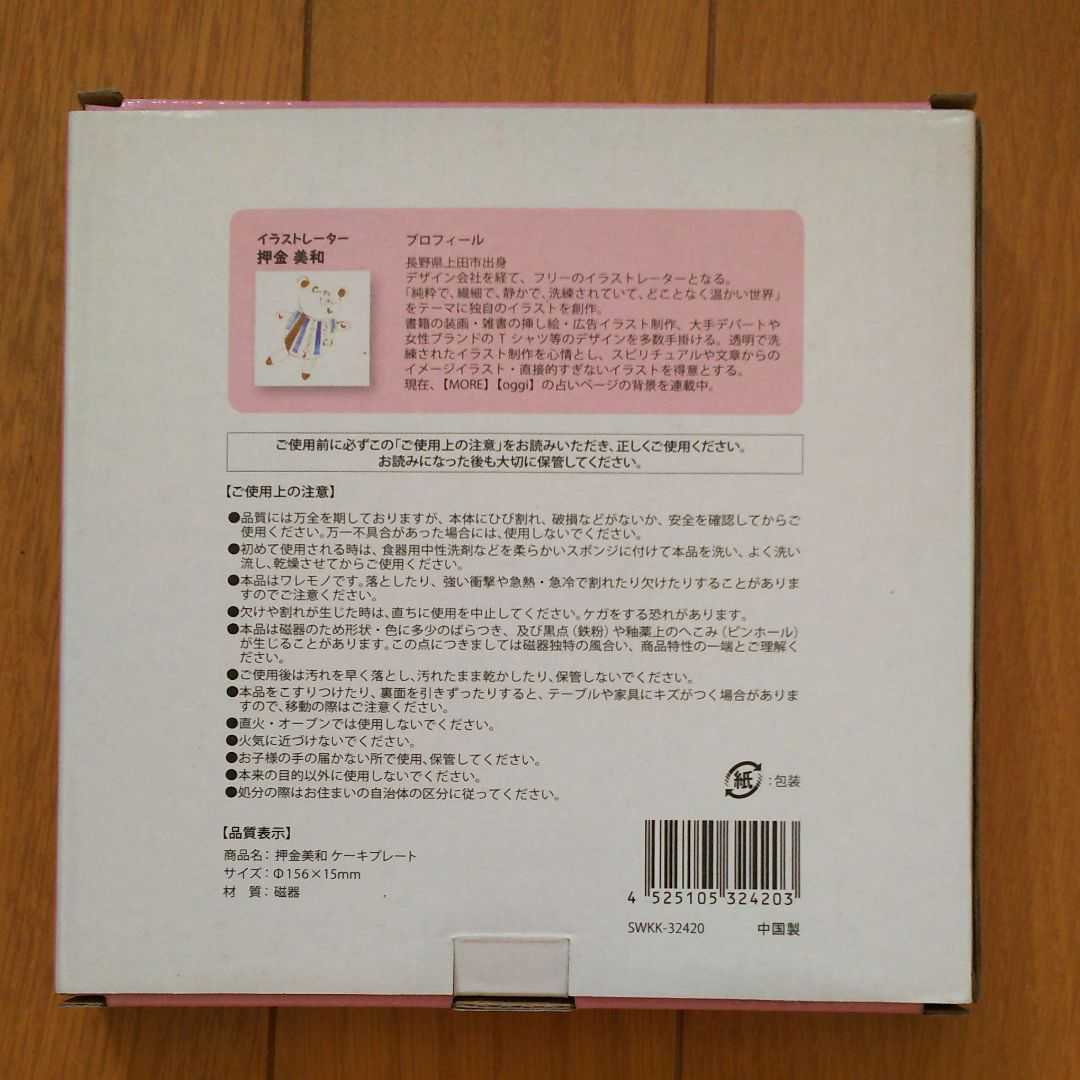 イラストレーター
押金 美和
プロフィール
長野県上田市出身
デザイン会社を経て、フリーのイラストレーターとなる。
「純粋で、繊細で、静かで、洗練されていて、どことなく温かい世界」
をテーマに独自のイラストを創作。
書籍の装画・雑書の挿し絵・広告イラスト制作、大手デパートや
女性ブランドのTシャツ等のデザインを多数手掛ける。透明で洗
練されたイラスト制作を心情とし、スピリチュアルや文章からの
イメージイラスト・直接的すぎないイラストを得意とする。
現在、【MORE】【oggi】の占いページの背景を連載中。
ご使用前に必ずこの「ご使用上の注意」をお読みいただき、正しくご使用ください。
お読みになった後も大切に保管してください。
【ご使用上の注意】
●品質には万全を期しておりますが、本体にひび割れ、破損などがないか、安全を確認してからご
使用ください。万一不具合があった場合には、使用しないでください。
●初めて使用される時は、食器用中性洗剤などを柔らかいスポンジに付けて本品を洗い、よく洗い
流し、乾燥させてからご使用ください。
●本品はワレモノです。落としたり、強い衝撃や急熱・急冷で割れたり欠けたりすることがありま
すのでご注意ください。
●欠けや割れが生じた時は、直ちに使用を中止してください。ケガをする恐れがあります。
●本品は磁器のため形状・色に多少のばらつき、及び黒点(鉄粉)や釉薬上のへこみ(ピンホール)
が生じることがあります。この点につきましては磁器独特の風合い、商品特性の一端とご理解く
ださい。
●ご使用後は汚れを早く落とし、汚れたまま乾かしたり、保管しないでください。
●本品をこすりつけたり、裏面を引きずったりすると、テーブルや家具にキズがつく場合がありま
すので、移動の際はご注意ください。
●直火・オーブンでは使用しないでください。
●火気に近づけないでください。
●お子様の手の届かない所で使用、保管してください。
●本来の目的以外に使用しないでください。
●処分の際はお住まいの自治体の区分に従ってください。
紙:包装
【品質表示】
商品名: 押金美和 ケーキプレート
サイズ: Φ156×15mm
材 質: 磁器
4 525105 324203
SWKK-32420 中国製